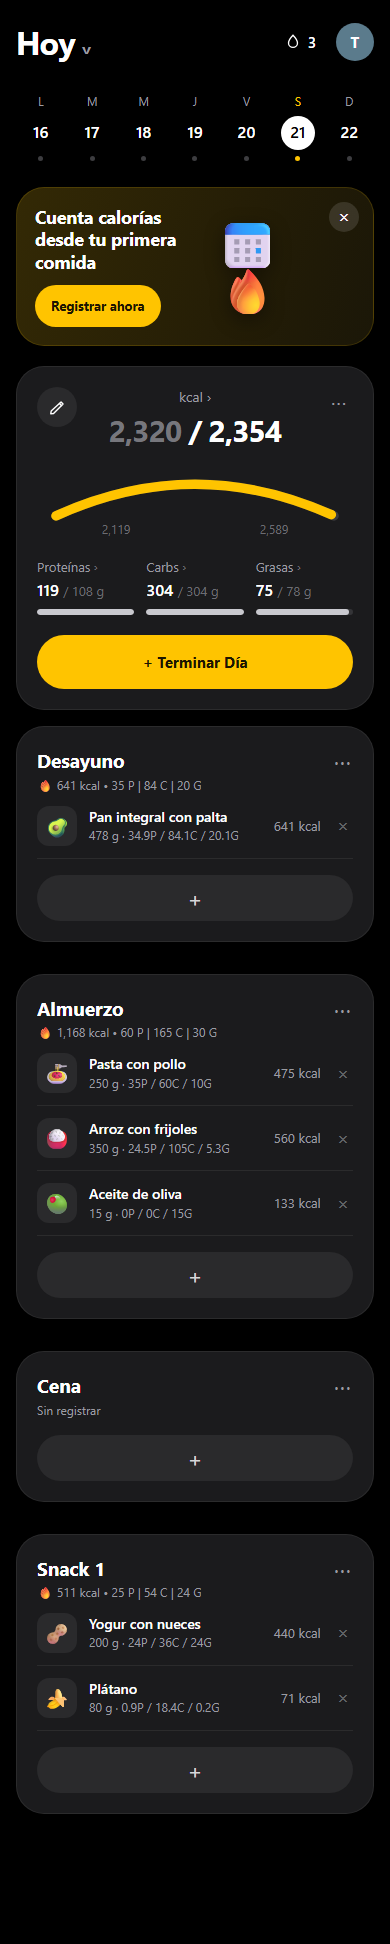 Hoy v
3
T
L M M J V S D
16 17 18 19 20 21 22
Cuenta calorías
desde tu primera
comida
×
Registrar ahora
kcal ›
...
2,320 / 2,354
2,119 2,589
Proteínas › Carbs › Grasas ›
119 / 108 g 304 / 304 g 75 / 78 g
+ Terminar Día
Desayuno ...
641 kcal • 35 P | 84 C | 20 G
Pan integral con palta
478 g · 34.9P / 84.1C / 20.1G
641 kcal ×
+
Almuerzo ...
1,168 kcal • 60 P | 165 C | 30 G
Pasta con pollo
250 g · 35P / 60C / 10G
475 kcal ×
Arroz con frijoles
350 g · 24.5P / 105C / 5.3G
560 kcal ×
Aceite de oliva
15 g · 0P / 0C / 15G
133 kcal ×
+
Cena ...
Sin registrar
+
Snack 1 ...
511 kcal • 25 P | 54 C | 24 G
Yogur con nueces
200 g · 24P / 36C / 24G
440 kcal ×
Plátano
80 g · 0.9P / 18.4C / 0.2G
71 kcal ×
+